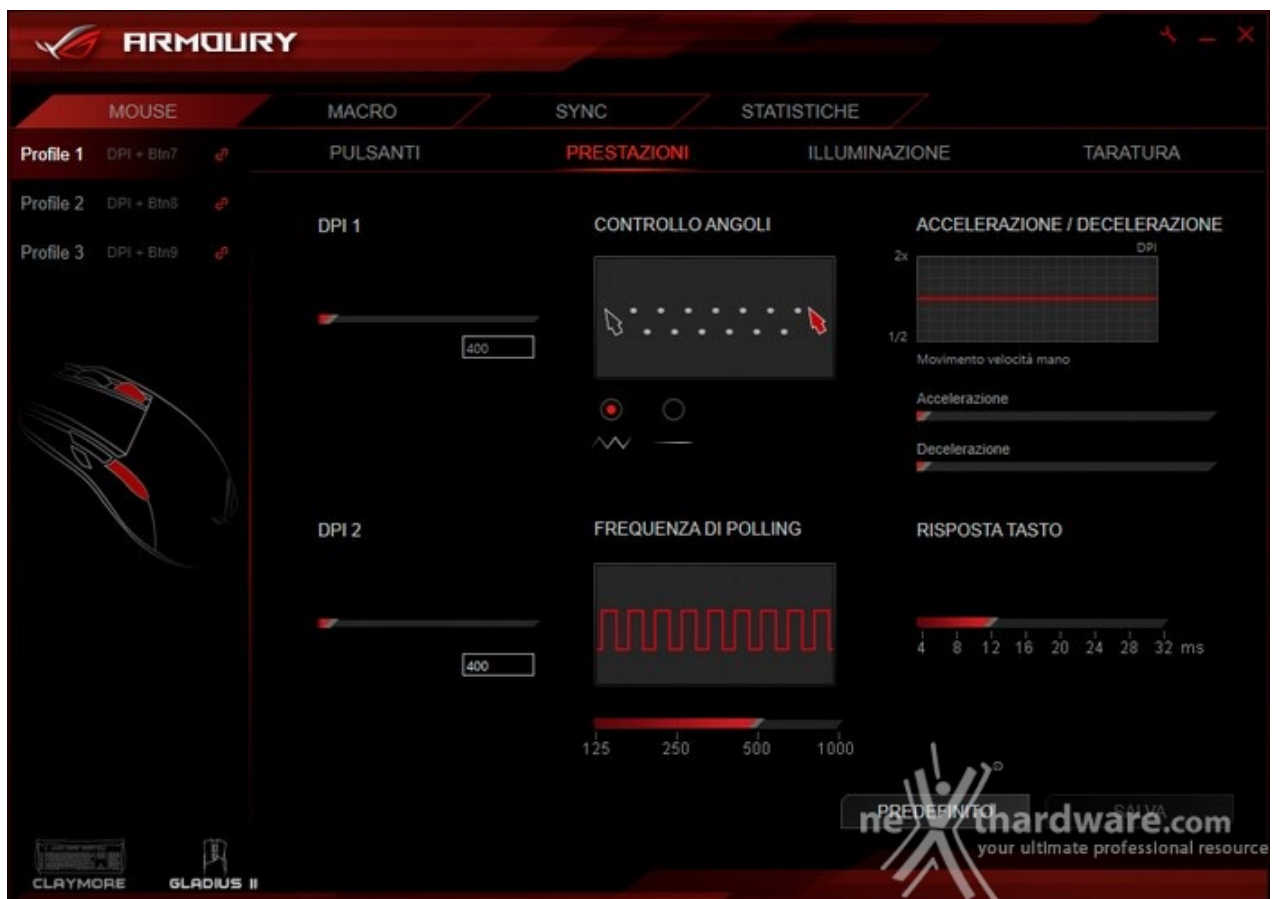 ARMOURY
MOUSE MACRO SYNC STATISTICHE
Profile 1 DPI + Btn7 PULSANTI PRESTAZIONI ILLUMINAZIONE TARATURA
Profile 2 DPI + Btn8
Profile 3 DPI + Btn9
DPI 1 CONTROLLO ANGOLI ACCELERAZIONE / DECELERAZIONE
DPI
2x
400
1/2
Movimento velocità mano
Accelerazione
Decelerazione
DPI 2 FREQUENZA DI POLLING RISPOSTA TASTO
4 8 12 16 20 24 28 32 ms
400
125 250 500 1000
PREDEFINITO SALVA
nexthardware.com
your ultimate professional resource
CLAYMORE GLADIUS II